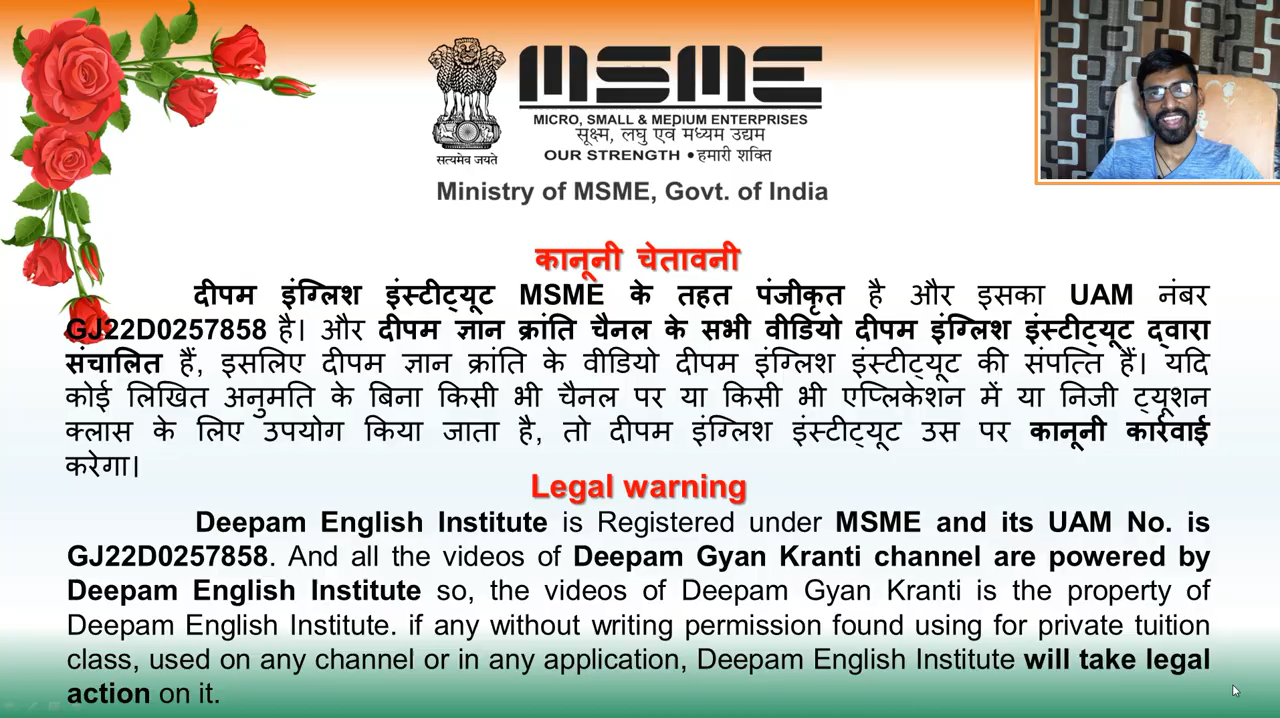 MSME
MICRO, SMALL & MEDIUM ENTERPRISES
सूक्ष्म, लघु एवं मध्यम उद्यम
सत्यमेव जयते
OUR STRENGTH • हमारी शक्ति
Ministry of MSME, Govt. of India
कानूनी चेतावनी
दीपम इंग्लिश इंस्टीट्यूट MSME के तहत पंजीकृत है और इसका UAM नंबर
GJ22D0257858 है। और दीपम ज्ञान क्रांति चैनल के सभी वीडियो दीपम इंग्लिश इंस्टीट्यूट द्वारा
संचालित हैं, इसलिए दीपम ज्ञान क्रांति के वीडियो दीपम इंग्लिश इंस्टीट्यूट की संपत्ति हैं। यदि
कोई लिखित अनुमति के बिना किसी भी चैनल पर या किसी भी एप्लिकेशन में या निजी ट्यूशन
क्लास के लिए उपयोग किया जाता है, तो दीपम इंग्लिश इंस्टीट्यूट उस पर कानूनी कार्रवाई
करेगा।
Legal warning
Deepam English Institute is Registered under MSME and its UAM No. is
GJ22D0257858. And all the videos of Deepam Gyan Kranti channel are powered by
Deepam English Institute so, the videos of Deepam Gyan Kranti is the property of
Deepam English Institute. if any without writing permission found using for private tuition
class, used on any channel or in any application, Deepam English Institute will take legal
action on it.